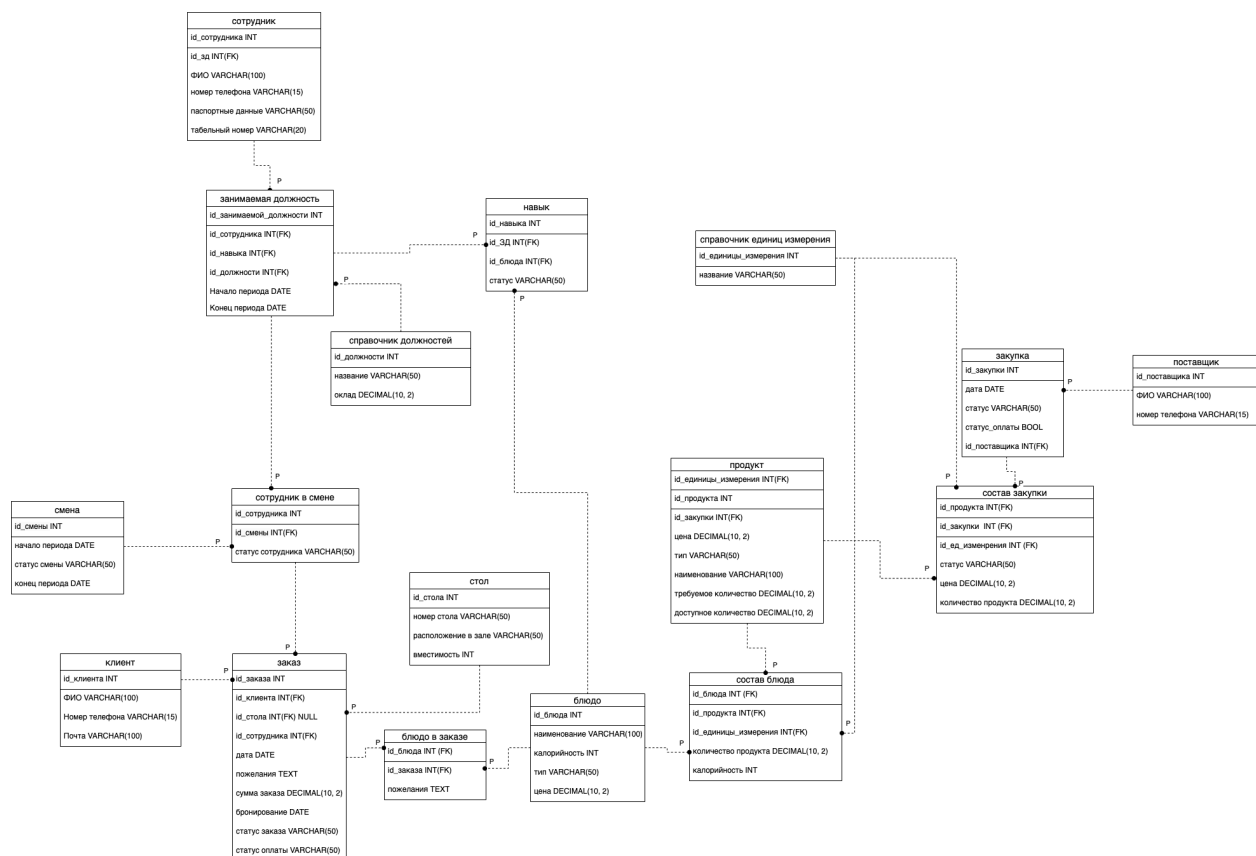 сотрудник
id_сотрудника INT
id_зд INT(FK)
ФИО VARCHAR(100)
номер телефона VARCHAR(15)
паспортные данные VARCHAR(50)
табельный номер VARCHAR(20)
P
занимаемая должность
id_занимаемой_должности INT
id_сотрудника INT(FK)
id_навыка INT(FK)
id_должности INT(FK)
Начало периода DATE
Конец периода DATE
P
P
навык
id_навыка INT
id_ЗД INT(FK)
id_блюда INT(FK)
статус VARCHAR(50)
P
справочник должностей
id_должности INT
название VARCHAR(50)
оклад DECIMAL(10, 2)
справочник единиц измерения
id_единицы_измерения INT
название VARCHAR(50)
закупка
id_закупки INT
дата DATE
статус VARCHAR(50)
статус_оплаты BOOL
id_поставщика INT(FK)
P
поставщик
id_поставщика INT
ФИО VARCHAR(100)
номер телефона VARCHAR(15)
P
P
состав закупки
id_продукта INT(FK)
id_закупки INT (FK)
id_ед_изменрения INT (FK)
статус VARCHAR(50)
цена DECIMAL(10, 2)
количество продукта DECIMAL(10, 2)
P
продукт
id_единицы_измерения INT(FK)
id_продукта INT
id_закупки INT(FK)
цена DECIMAL(10, 2)
тип VARCHAR(50)
наименование VARCHAR(100)
требуемое количество DECIMAL(10, 2)
доступное количество DECIMAL(10, 2)
P
смена
id_смены INT
начало периода DATE
статус смены VARCHAR(50)
конец периода DATE
P
P
сотрудник в смене
id_сотрудника INT
id_смены INT(FK)
статус сотрудника VARCHAR(50)
P
стол
id_стола INT
номер стола VARCHAR(50)
расположение в зале VARCHAR(50)
вместимость INT
P
клиент
id_клиента INT
ФИО VARCHAR(100)
Номер телефона VARCHAR(15)
Почта VARCHAR(100)
P
заказ
id_заказа INT
id_клиента INT(FK)
id_стола INT(FK) NULL
id_сотрудника INT(FK)
дата DATE
пожелания TEXT
сумма заказа DECIMAL(10, 2)
бронирование DATE
статус заказа VARCHAR(50)
статус оплаты VARCHAR(50)
P
блюдо в заказе
id_блюда INT (FK)
id_заказа INT(FK)
пожелания TEXT
P
блюдо
id_блюда INT
наименование VARCHAR(100)
калорийность INT
тип VARCHAR(50)
цена DECIMAL(10, 2)
P
состав блюда
id_блюда INT (FK)
id_продукта INT(FK)
id_единицы_измерения INT(FK)
количество продукта DECIMAL(10, 2)
калорийность INT
P